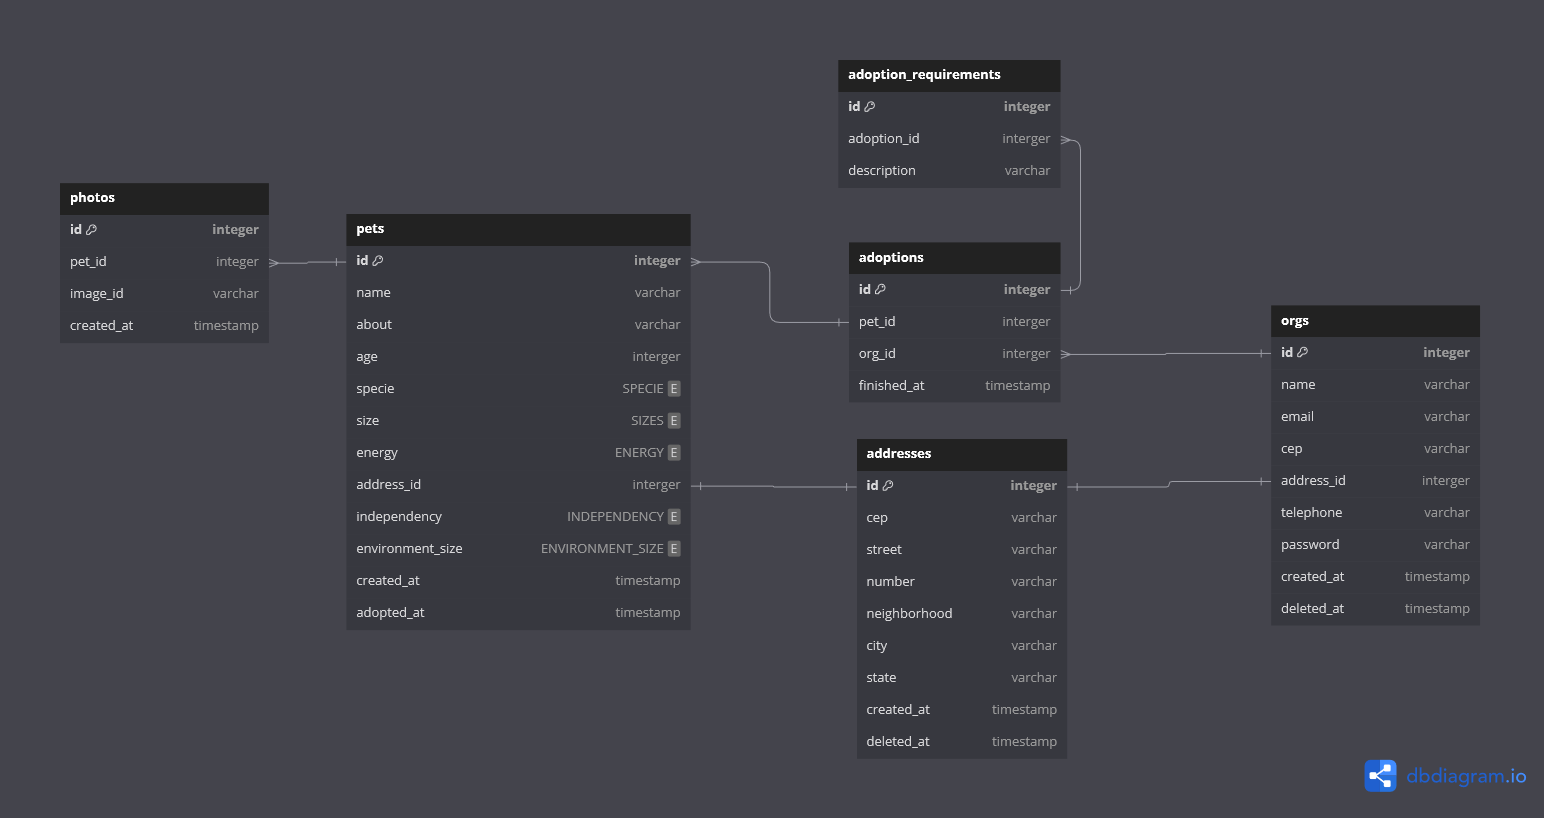 adoption_requirements
id integer
adoption_id interger
description varchar
photos
id integer
pet_id integer
image_id varchar
created_at timestamp
pets
id integer
name varchar
about varchar
age interger
specie SPECIE E
size SIZES E
energy ENERGY E
address_id interger
independency INDEPENDENCY E
environment_size ENVIRONMENT_SIZE E
created_at timestamp
adopted_at timestamp
adoptions
id integer
pet_id interger
org_id interger
finished_at timestamp
addresses
id integer
cep varchar
street varchar
number varchar
neighborhood varchar
city varchar
state varchar
created_at timestamp
deleted_at timestamp
orgs
id integer
name varchar
email varchar
cep varchar
address_id interger
telephone varchar
password varchar
created_at timestamp
deleted_at timestamp
dbdiagram.io